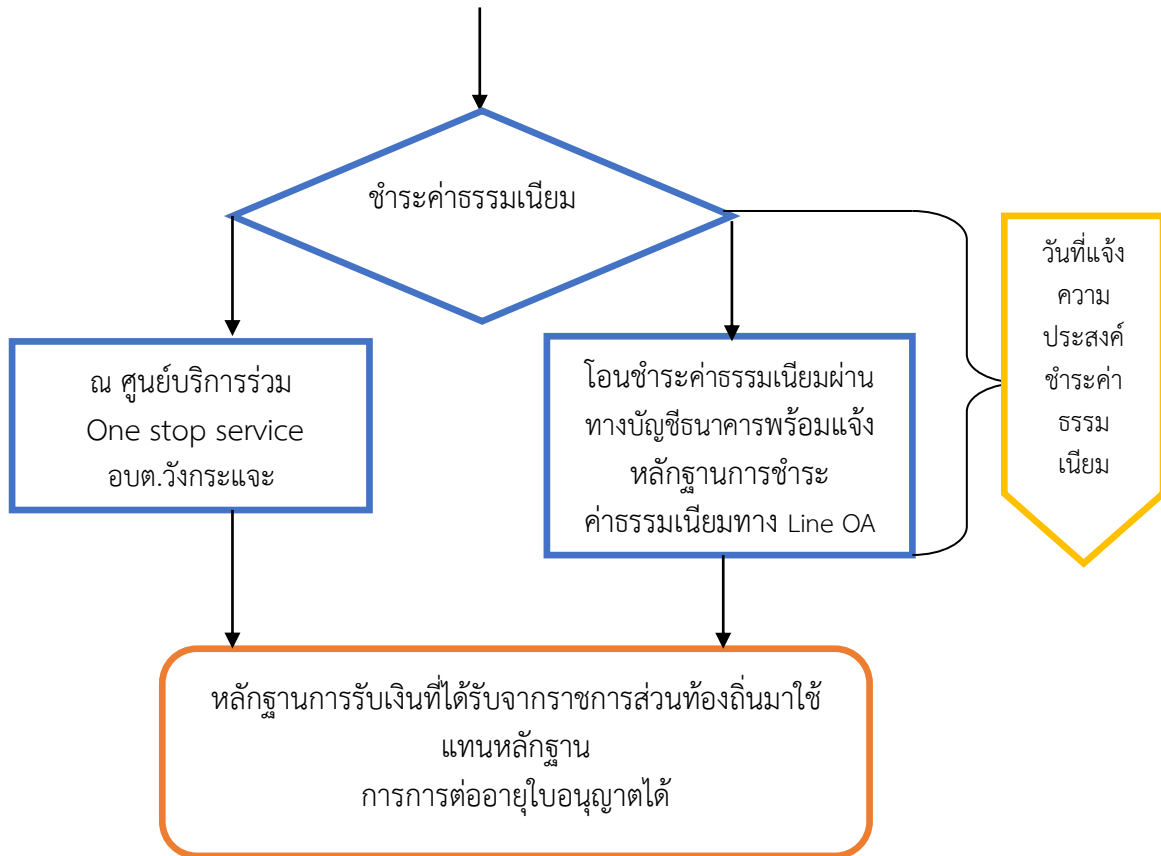 ชำระค่าธรรมเนียม
ณ ศูนย์บริการร่วม
One stop service
อบต.วังกระแจะ
โอนชำระค่าธรรมเนียมผ่าน
ทางบัญชีธนาคารพร้อมแจ้ง
หลักฐานการชำระ
ค่าธรรมเนียมทาง Line OA
วันที่แจ้ง
ความ
ประสงค์
ชำระค่า
ธรรม
เนียม
หลักฐานการรับเงินที่ได้รับจากราชการส่วนท้องถิ่นมาใช้
แทนหลักฐาน
การการต่ออายุใบอนุญาตได้